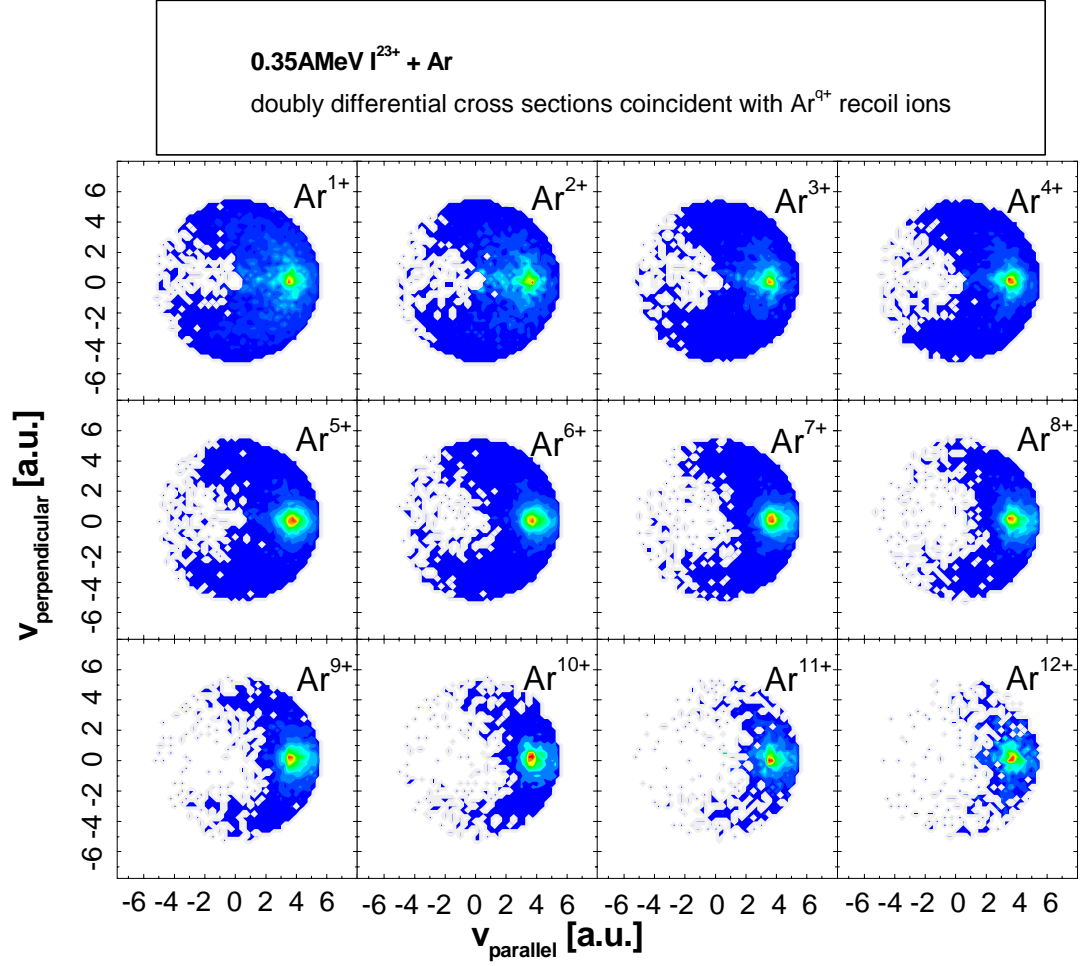 0.35AMeV I²³⁺ + Ar
doubly differential cross sections coincident with Ar^q+ recoil ions
6 4 2 0 -2 -4 -6 Ar¹⁺ Ar²⁺ Ar³⁺ Ar⁴⁺
6 4 2 0 -2 -4 -6 Ar⁵⁺ Ar⁶⁺ Ar⁷⁺ Ar⁸⁺
6 4 2 0 -2 -4 -6 Ar⁹⁺ Ar¹⁰⁺ Ar¹¹⁺ Ar¹²⁺
v_perpendicular [a.u.]
-6 -4 -2 0 2 4 6 -6 -4 -2 0 2 4 6 -6 -4 -2 0 2 4 6 -6 -4 -2 0 2 4 6
v_parallel [a.u.]